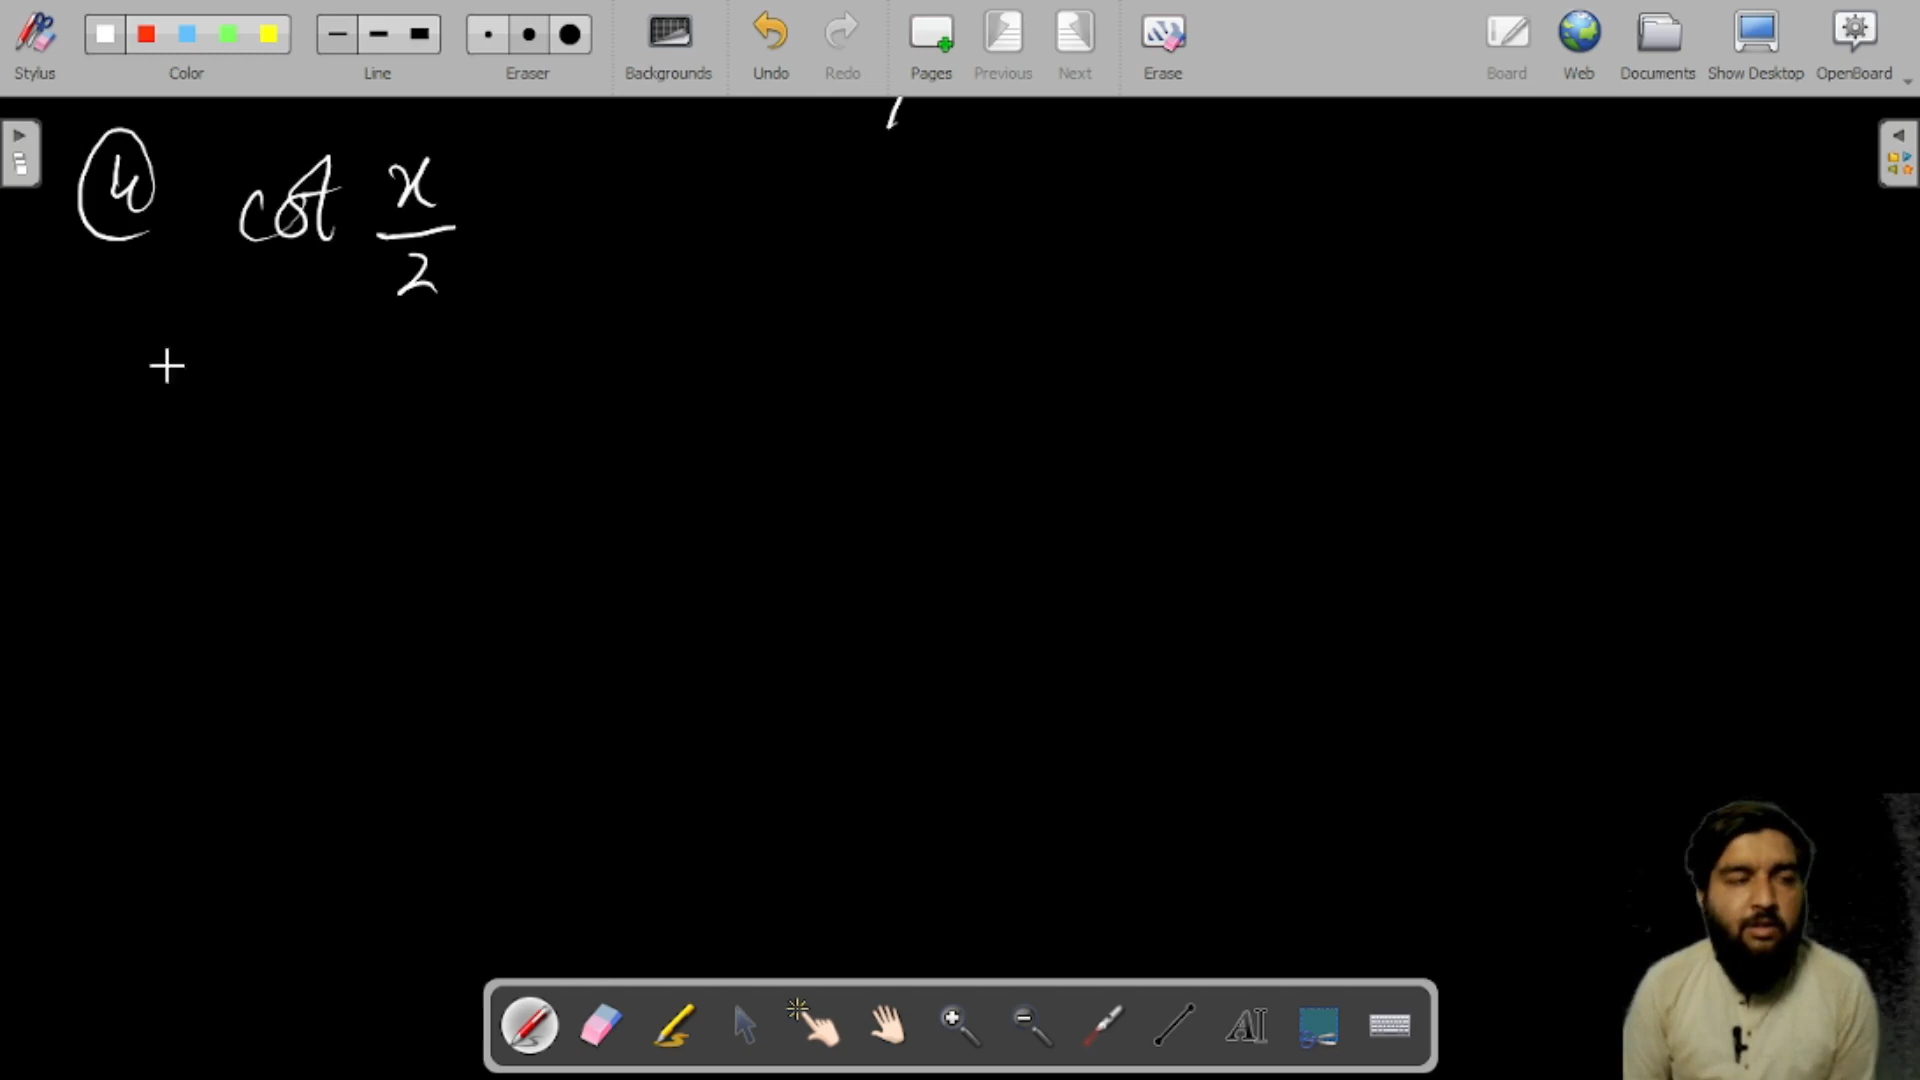 Stylus Color Line Eraser Backgrounds Undo Redo Pages Previous Next Erase Board Web Documents Show Desktop OpenBoard
④ cot x/2